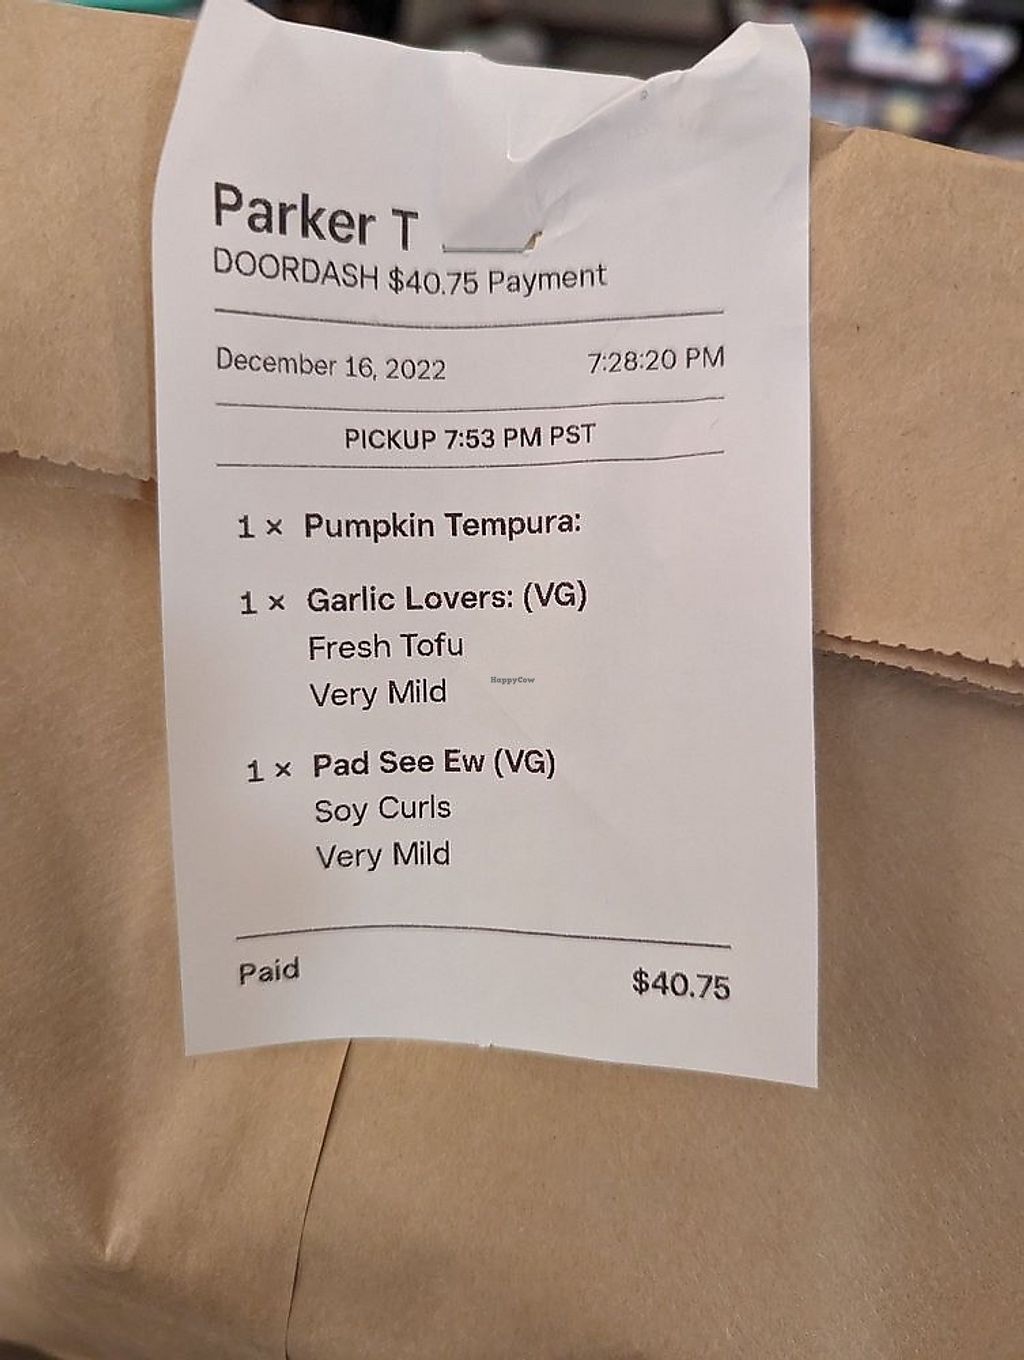 Parker T
DOORDASH $40.75 Payment
December 16, 2022 7:28:20 PM
PICKUP 7:53 PM PST
1 × Pumpkin Tempura:
1 × Garlic Lovers: (VG)
Fresh Tofu
Very Mild
HappyCow
1 × Pad See Ew (VG)
Soy Curls
Very Mild
Paid $40.75